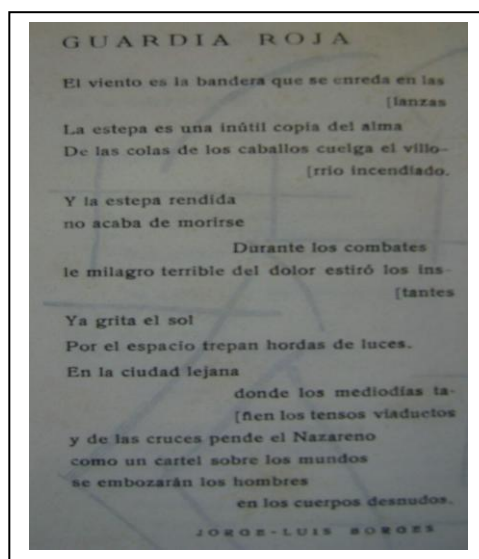 GUARDIA ROJA
El viento es la bandera que se enreda en las
[lanzas
La estepa es una inútil copia del alma
De las colas de los caballos cuelga el villo-
[rrio incendiado.
Y la estepa rendida
no acaba de morirse
Durante los combates
le milagro terrible del dolor estiró los ins-
[tantes
Ya grita el sol
Por el espacio trepan hordas de luces.
En la ciudad lejana
donde los mediodías ta-
[ñen los tensos viaductos
y de las cruces pende el Nazareno
como un cartel sobre los mundos
se embozarán los hombres
en los cuerpos desnudos.
JORGE-LUIS BORGES